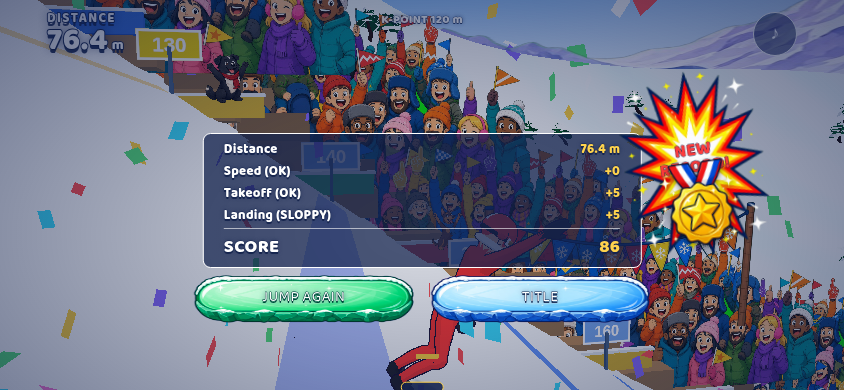 DISTANCE
76.4 m
K-POINT 120 m
130
140
Distance 76.4 m
Speed (OK) +0
Takeoff (OK) +5
Landing (SLOPPY) +5
SCORE 86
NEW
JUMP AGAIN
TITLE
160